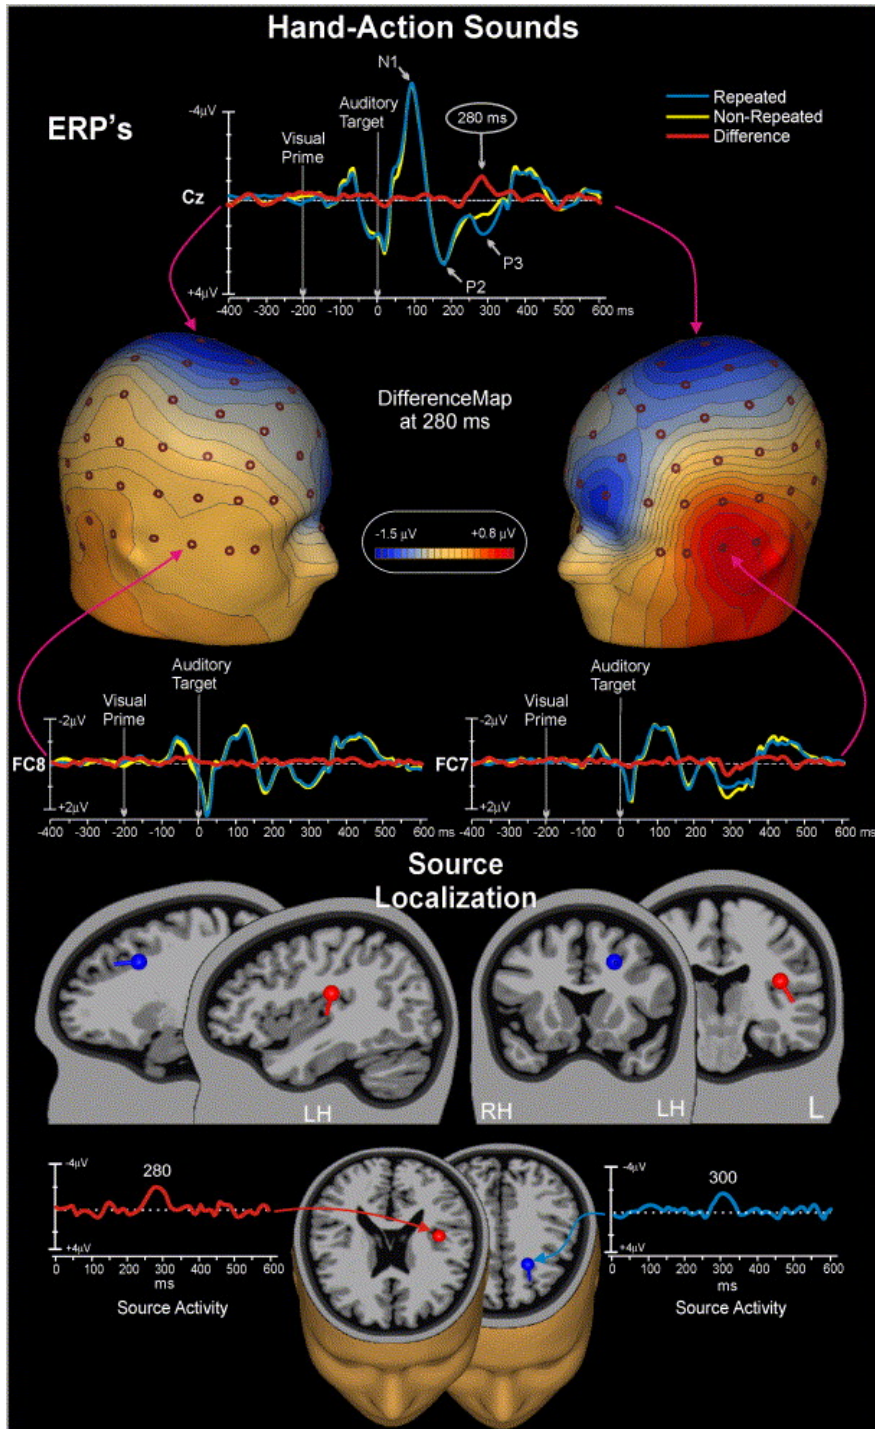 Hand-Action Sounds
ERP's
N1
-4µV
Auditory
Target
280 ms
Visual
Prime
Repeated
Non-Repeated
Difference
Cz
P3
P2
+4µV
-400 -300 -200 -100 0 100 200 300 400 500 600 ms
DifferenceMap
at 280 ms
-1.5 µV +0.8 µV
Auditory
Target
Visual
Prime
-2µV
FC8
+2µV
-400 -300 -200 -100 0 100 200 300 400 500 600 ms
Auditory
Target
Visual
Prime
-2µV
FC7
+2µV
-400 -300 -200 -100 0 100 200 300 400 500 600 ms
Source
Localization
LH
RH LH L
-4µV
280
+4µV
0 100 200 300 400 500 600
ms
Source Activity
-4µV
300
+4µV
0 100 200 300 400 500 600
ms
Source Activity